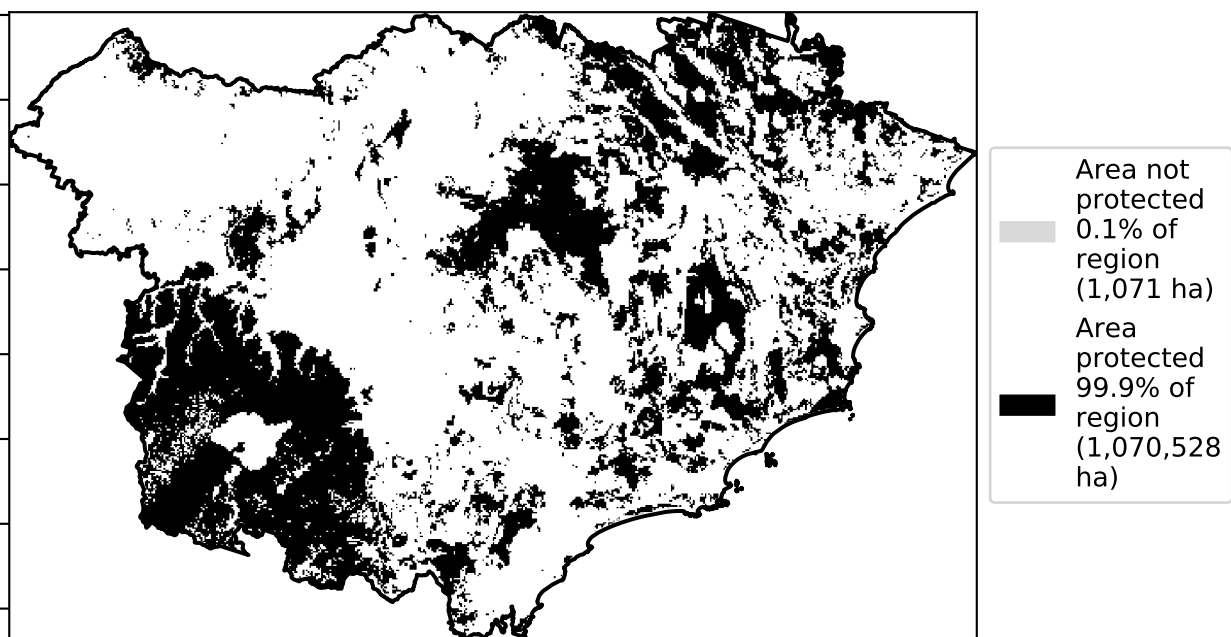 Area not
protected
0.1% of
region
(1,071 ha)
Area
protected
99.9% of
region
(1,070,528
ha)